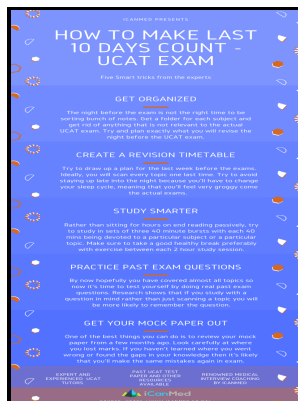 ICANMED PRESENTS
HOW TO MAKE LAST
10 DAYS COUNT -
UCAT EXAM
Five Smart tricks from the experts
GET ORGANIZED
The night before the exam is not the right time to be
sorting bunch of notes. Get a folder for each subject and
get rid of anything that is not relevant to the actual
UCAT exam. Try and plan exactly what you will revise the
night before the UCAT exam.
CREATE A REVISION TIMETABLE
Try to draw up a plan for the last week before the exams.
Ideally, you will scan every topic one last time. Try to avoid
staying up late into the night because you'll have to change
your sleep cycle, meaning that you'll feel very groggy come
the actual exams.
STUDY SMARTER
Rather than sitting for hours on end reading passively, try
to study in sets of three 40 minute bursts with each 40
mins being devoted to a particular subject or a particular
topic. Make sure to take a good healthy break preferably
with exercise between each 2 hour study session.
PRACTICE PAST EXAM QUESTIONS
By now hopefully you have covered almost all topics so
now it's time to test yourself by doing real past exam
questions. Research suggests that if you study with a
question in mind rather than just scanning a topic you will
be more likely to remember the paper.
GET YOUR MOCK PAPER OUT
One of the best things you can do is to review your mock
paper from a few months ago. Look carefully at where
you lost marks. If you haven't learned where you went
wrong or found the gaps in your knowledge then it's likely
that you'll make the same mistakes again in exam.
EXPERT AND
EXPERIENCED UCAT
TUTORS
PAST UCAT TEST
PAPER AND OTHER
RESOURCES
AVAILABLE
RENOWNED MEDICAL
INTERVIEW COACHING
BY ICANMED
iCanMed